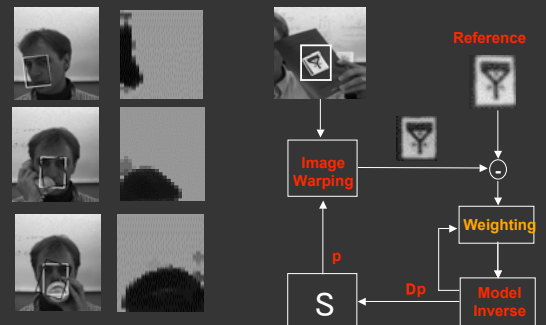 Reference
Image
Warping
-
Weighting
p
Dp
S
Model
Inverse